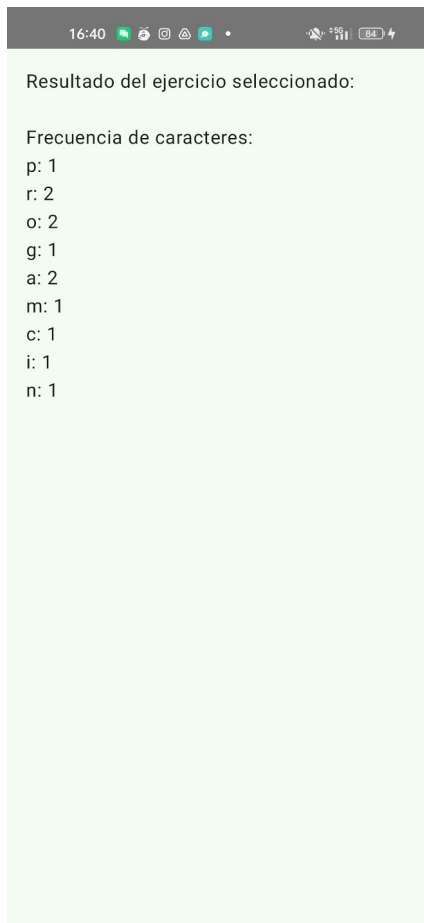 16:40
5G
84
Resultado del ejercicio seleccionado:
Frecuencia de caracteres:
p: 1
r: 2
o: 2
g: 1
a: 2
m: 1
c: 1
i: 1
n: 1